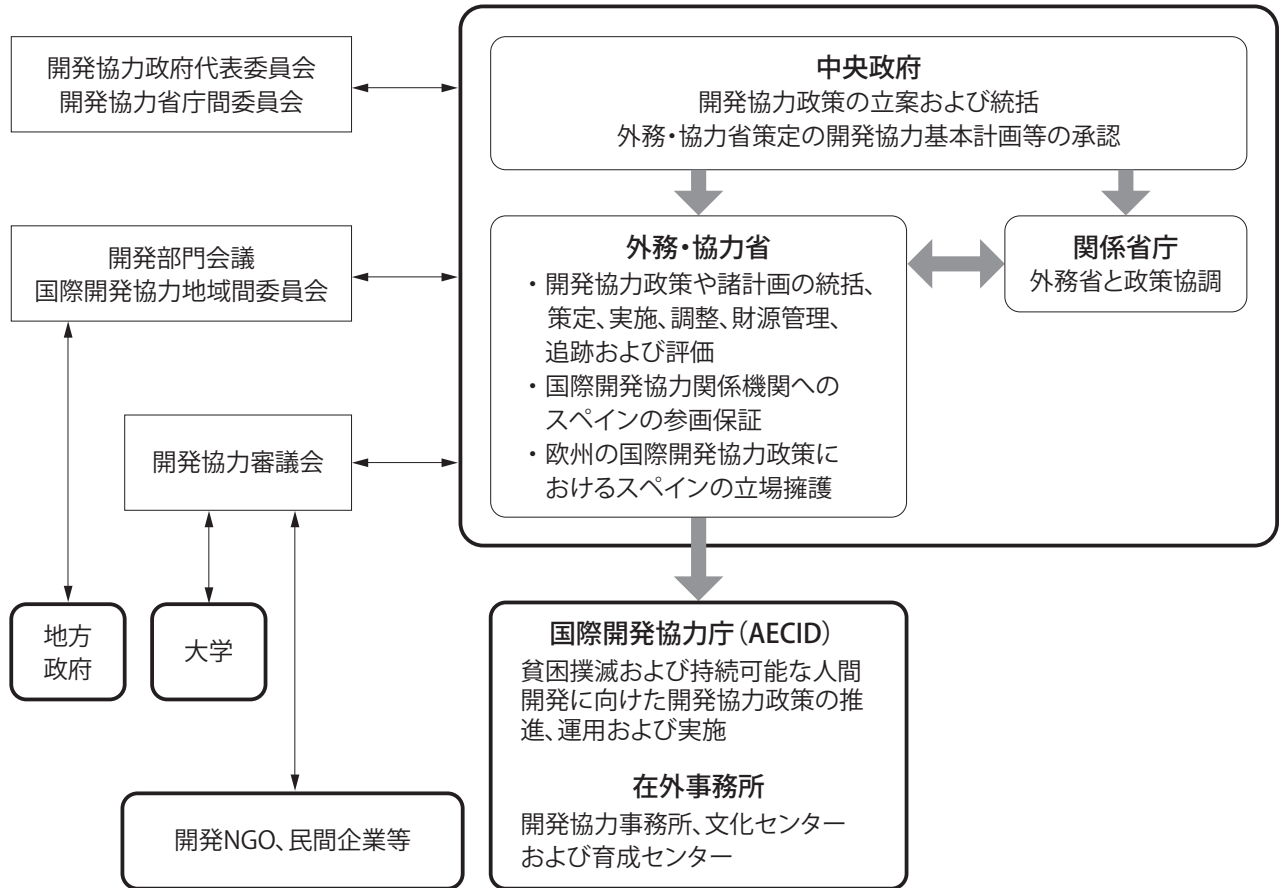 開発協力政府代表委員会
開発協力省庁間委員会
中央政府
開発協力政策の立案および統括
外務・協力省策定の開発協力基本計画等の承認
開発部門会議
国際開発協力地域間委員会
外務・協力省
・開発協力政策や諸計画の統括、
策定、実施、調整、財源管理、
追跡および評価
・国際開発協力関係機関への
スペインの参画保証
・欧州の国際開発協力政策に
おけるスペインの立場擁護
関係省庁
外務省と政策協調
開発協力審議会
地方
政府
大学
国際開発協力庁(AECID)
貧困撲滅および持続可能な人間
開発に向けた開発協力政策の推
進、運用および実施
在外事務所
開発協力事務所、文化センター
および育成センター
開発NGO、民間企業等